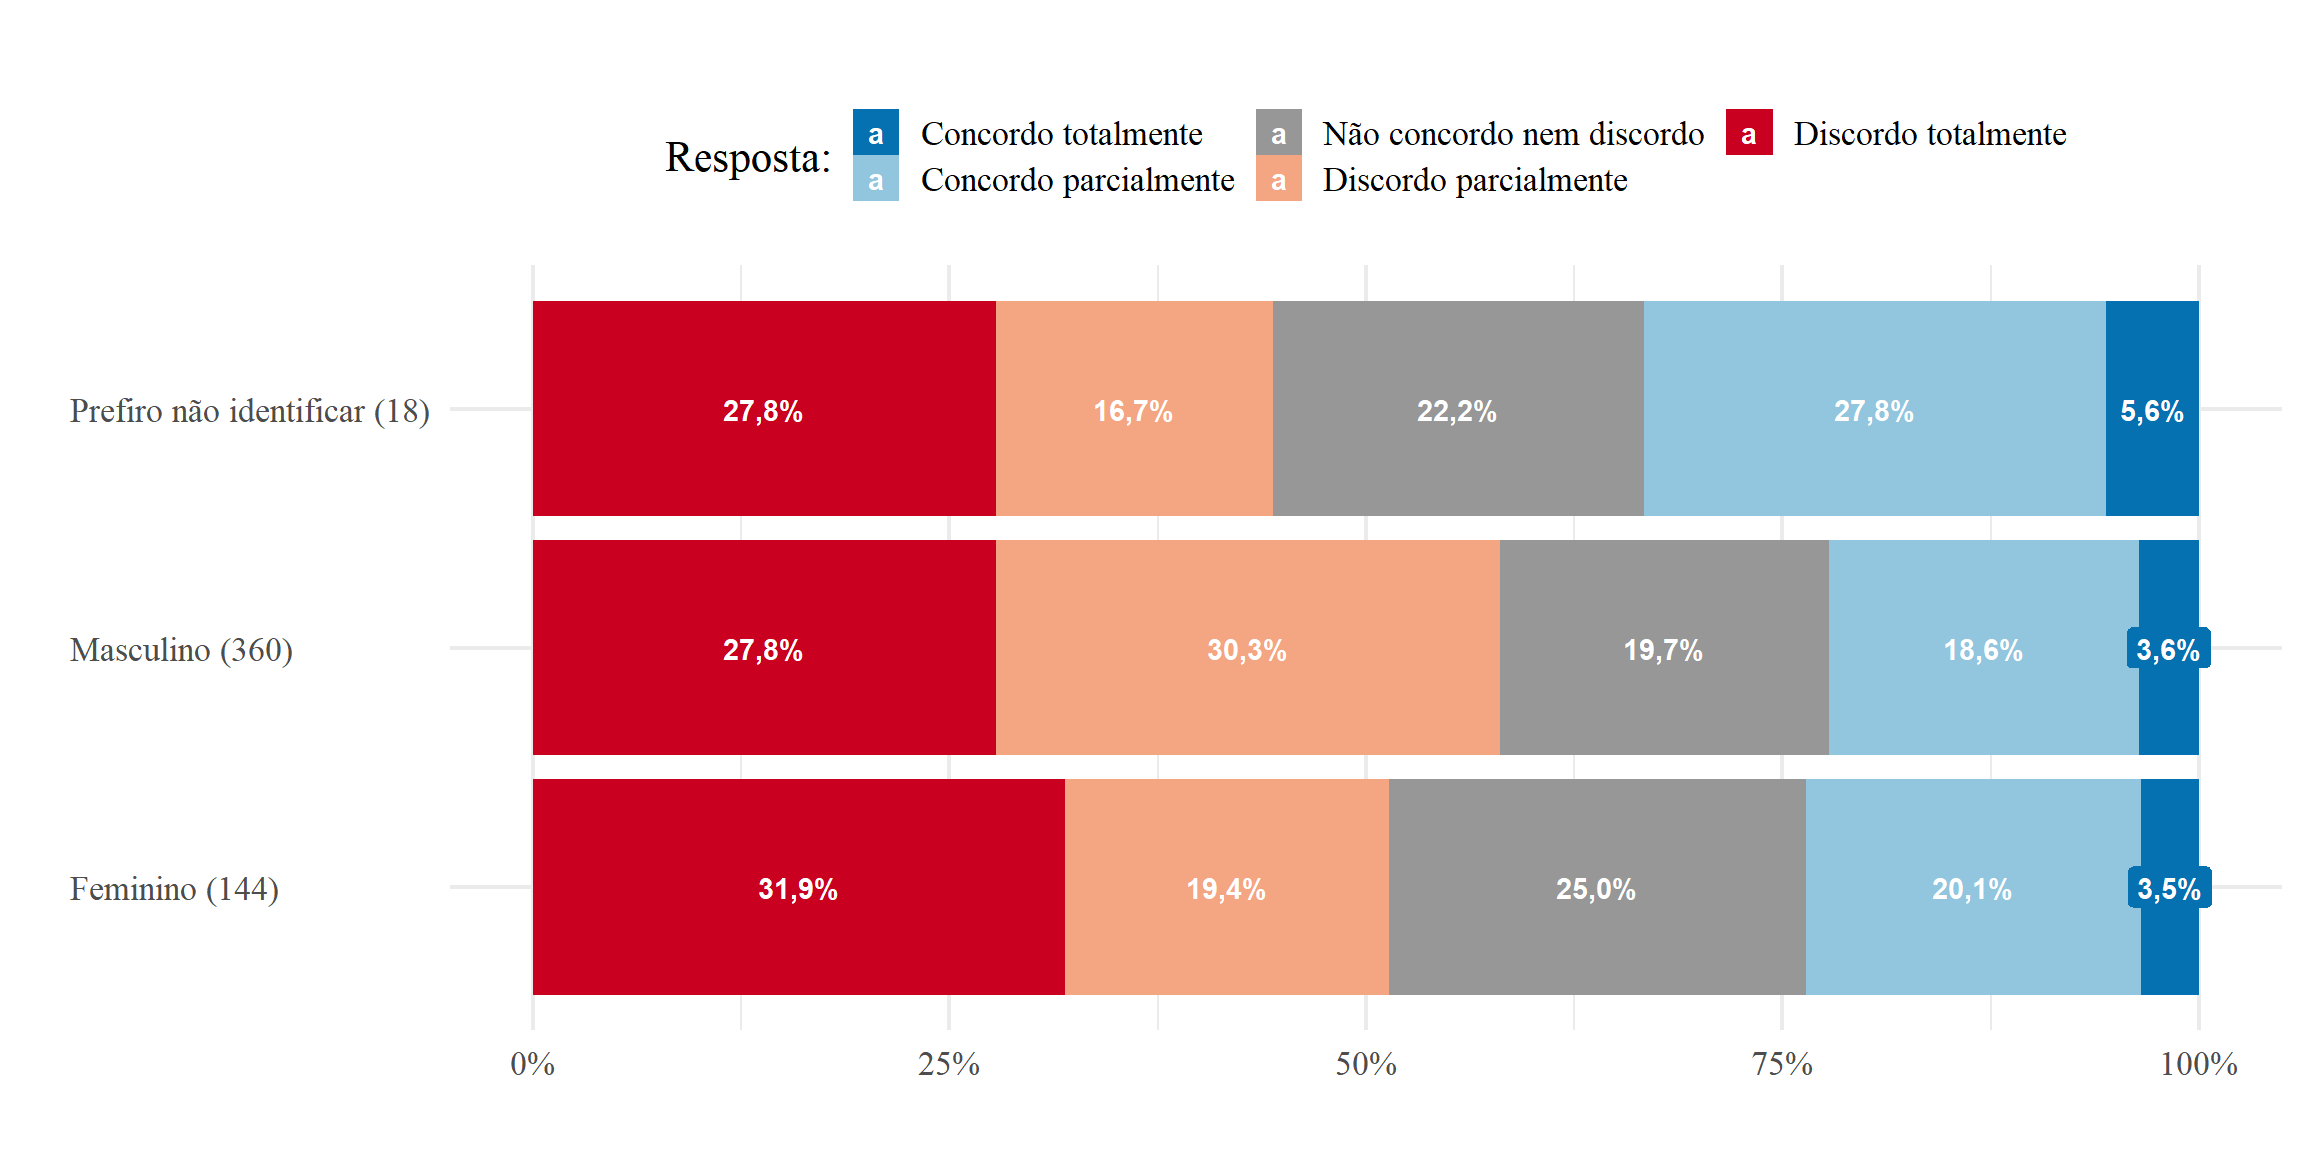 Resposta:
a Concordo totalmente a Não concordo nem discordo a Discordo totalmente
a Concordo parcialmente a Discordo parcialmente
Prefiro não identificar (18) 27,8% 16,7% 22,2% 27,8% 5,6%
Masculino (360) 27,8% 30,3% 19,7% 18,6% 3,6%
Feminino (144) 31,9% 19,4% 25,0% 20,1% 3,5%
0% 25% 50% 75% 100%